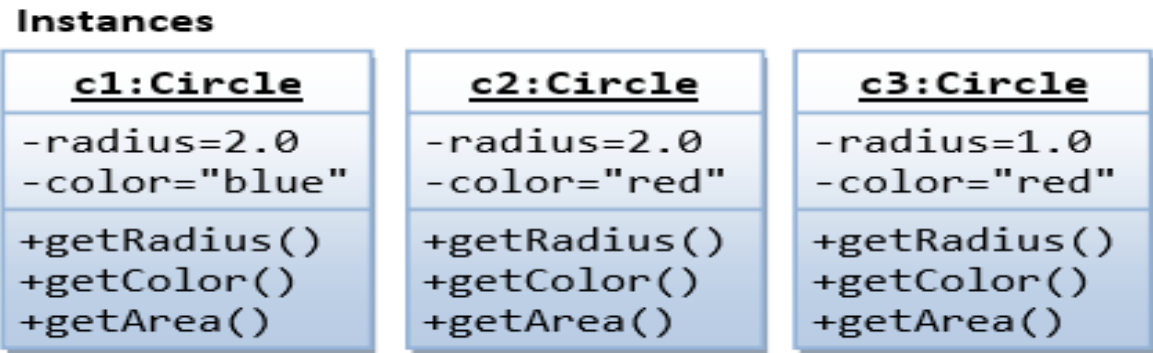 Instances
c1:Circle
-radius=2.0
-color="blue"
+getRadius()
+getColor()
+getArea()
c2:Circle
-radius=2.0
-color="red"
+getRadius()
+getColor()
+getArea()
c3:Circle
-radius=1.0
-color="red"
+getRadius()
+getColor()
+getArea()